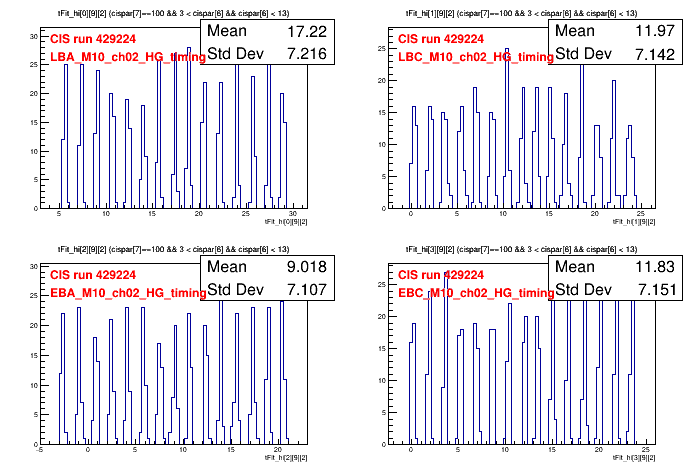 tFit_hi[0][9][2] {cispar[7]==100 && 3 < cispar[6] && cispar[6] < 13}
CIS run 429224
LBA_M10_ch02_HG_timing
Mean 17.22
Std Dev 7.216
30
25
20
15
10
5
0
5 10 15 20 25 30
tFit_hi[0][9][2]
tFit_hi[1][9][2] {cispar[7]==100 && 3 < cispar[6] && cispar[6] < 13}
CIS run 429224
LBC_M10_ch02_HG_timing
Mean 11.97
Std Dev 7.142
25
20
15
10
5
0
0 5 10 15 20 25
tFit_hi[1][9][2]
tFit_hi[2][9][2] {cispar[7]==100 && 3 < cispar[6] && cispar[6] < 13}
CIS run 429224
EBA_M10_ch02_HG_timing
Mean 9.018
Std Dev 7.107
30
25
20
15
10
5
0
-5 0 5 10 15 20
tFit_hi[2][9][2]
tFit_hi[3][9][2] {cispar[7]==100 && 3 < cispar[6] && cispar[6] < 13}
CIS run 429224
EBC_M10_ch02_HG_timing
Mean 11.83
Std Dev 7.151
25
20
15
10
5
0
0 5 10 15 20 25
tFit_hi[3][9][2]